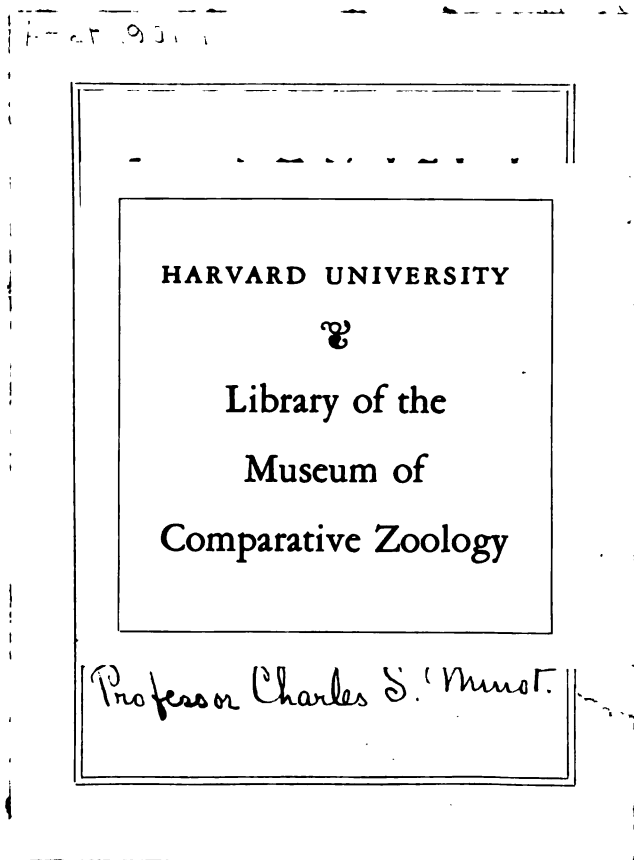 HARVARD UNIVERSITY
Library of the
Museum of
Comparative Zoology
Professor Charles S. Minot.